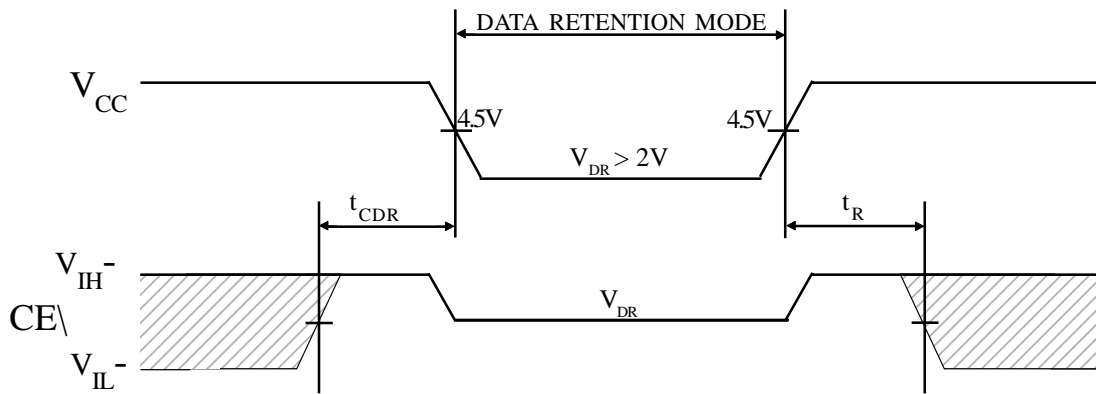 DATA RETENTION MODE
VCC
4.5V 4.5V
VDR > 2V
tCDR tR
VIH-
VDR
CE\
VIL-